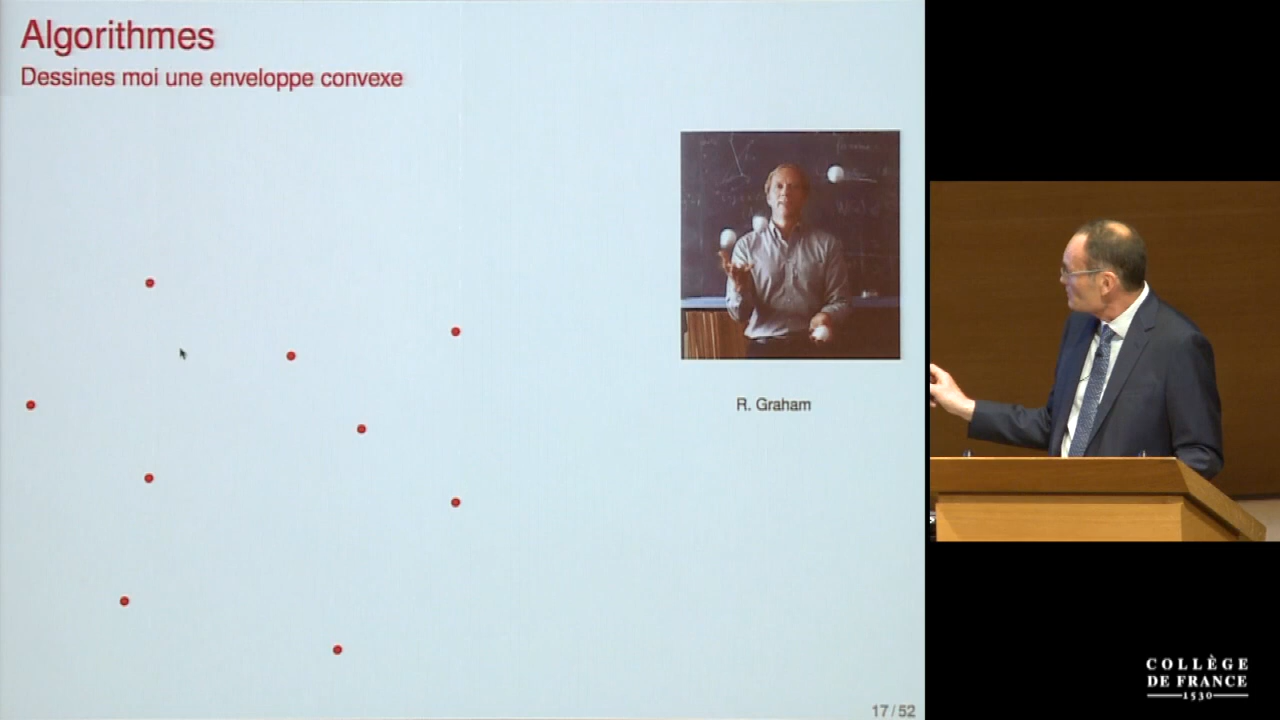 Algorithmes
Dessines moi une enveloppe convexe
R. Graham
17/52
COLLÈGE
DE FRANCE
1530